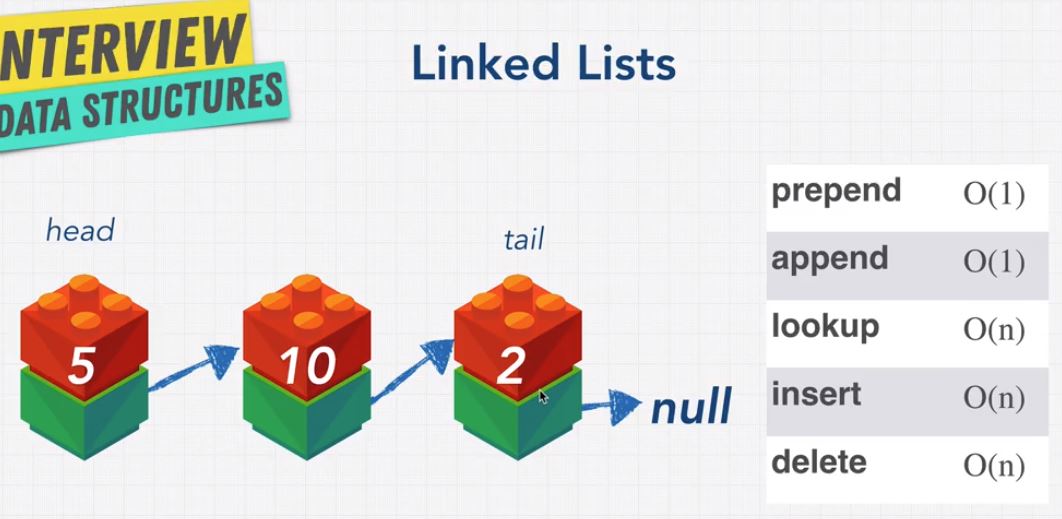 NTERVIEW
DATA STRUCTURES
Linked Lists
head
tail
5
10
2
null
prepend O(1)
append O(1)
lookup O(n)
insert O(n)
delete O(n)